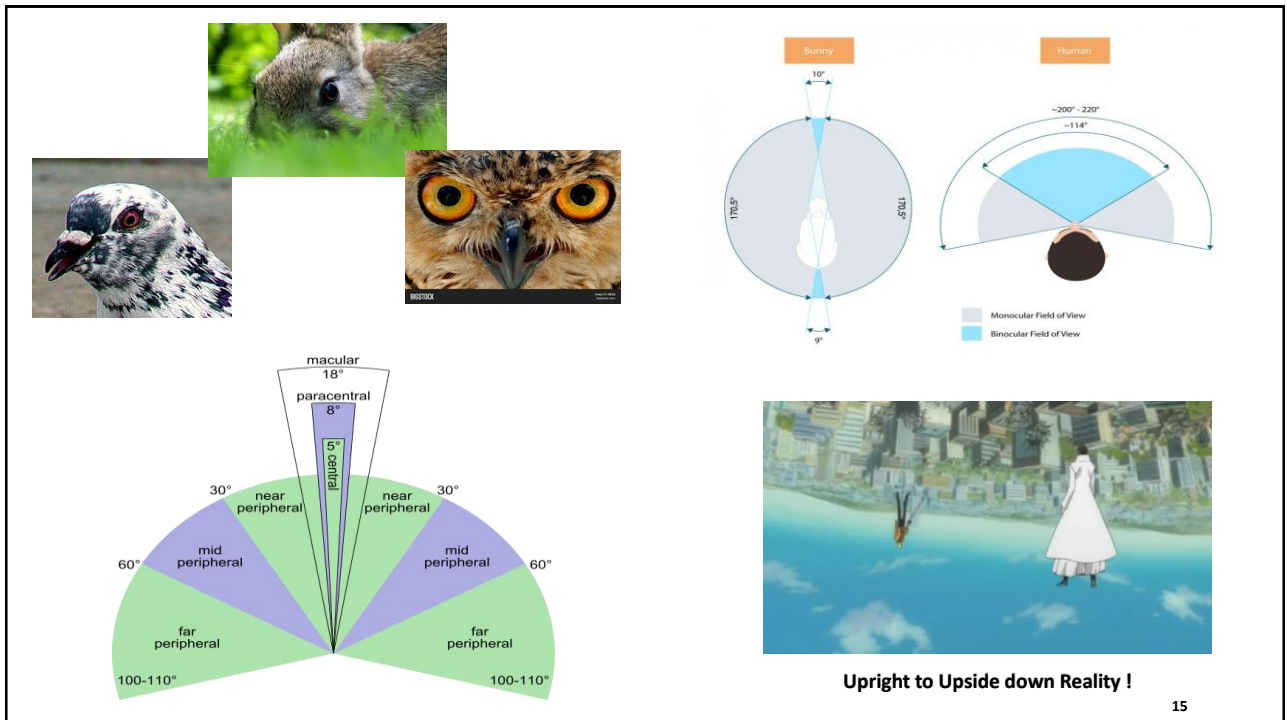 BIGSTOCK
Bunny
10°
170,5°
170,5°
9°
Human
~200° - 220°
~114°
Monocular Field of View
Binocular Field of View
macular
18°
paracentral
8°
5° central
30°
near
peripheral
near
peripheral
30°
60°
mid
peripheral
mid
peripheral
60°
far
peripheral
far
peripheral
100-110°
100-110°
Upright to Upside down Reality !
15